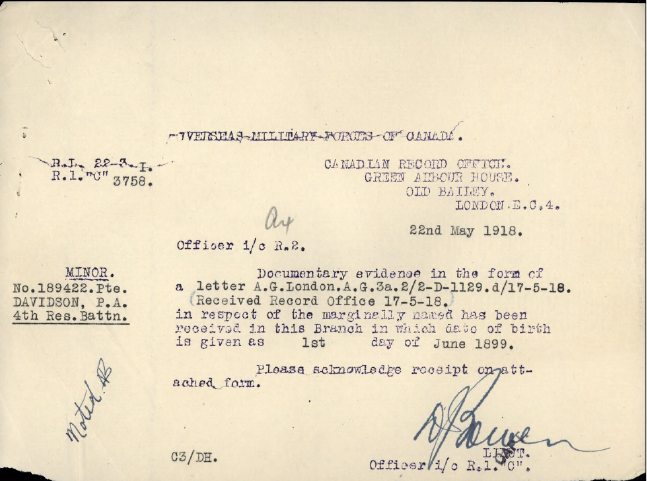 OVERSEAS MILITARY FORCES OF CANADA.
R.I. 22-3-I.
R.1."C" 3758.
CANADIAN RECORD OFFICE.
GREEN ARBOUR HOUSE.
OLD BAILEY.
LONDON.E.C,4.
22nd May 1918.
Officer i/c R.2.
MINOR.
No.189422.Pte.
DAVIDSON, P.A.
4th Res.Battn.
Documentary evidence in the form of
a letter A.G.London.A.G.3a.2/2-D-1129.d/17-5-18.
(Received Record Office 17-5-18.)
in respect of the marginally named has been
received in this Branch in which date of birth
is given as 1st day of June 1899.
Please acknowledge receipt on att-
ached form.
Noted
Bowen
LIEUT.
C3/DH.
Officer i/c R.1."C".